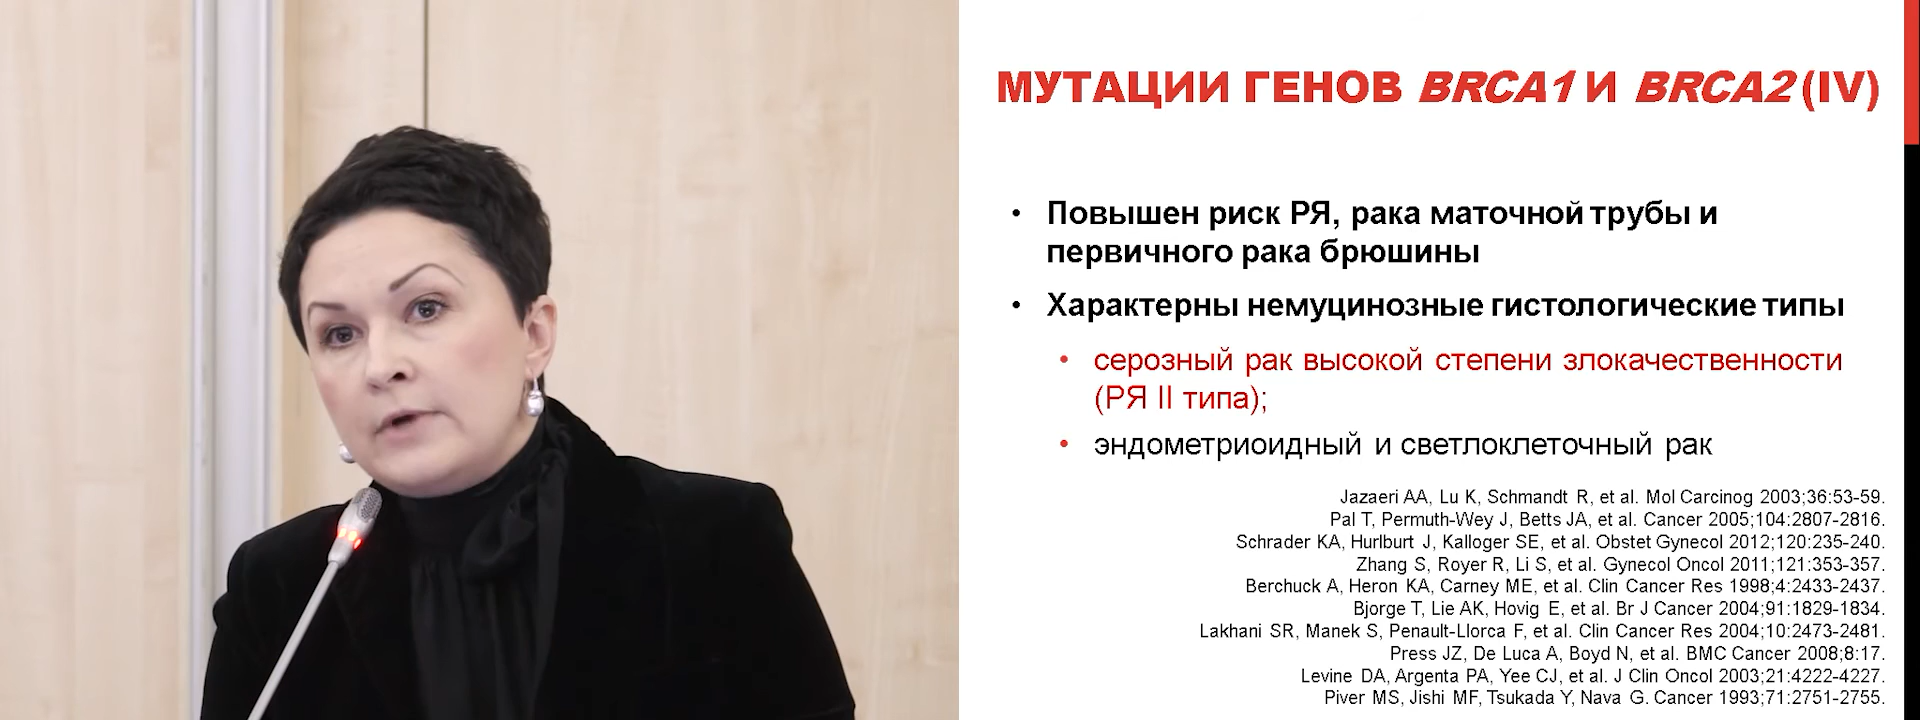 МУТАЦИИ ГЕНОВ BRCA1 И BRCA2 (IV)
• Повышен риск РЯ, рака маточной трубы и
первичного рака брюшины
• Характерны немуцинозные гистологические типы
• серозный рак высокой степени злокачественности
(РЯ II типа);
• эндометриоидный и светлоклеточный рак
Jazaeri AA, Lu K, Schmandt R, et al. Mol Carcinog 2003;36:53-59.
Pal T, Permuth-Wey J, Betts JA, et al. Cancer 2005;104:2807-2816.
Schrader KA, Hurlburt J, Kalloger SE, et al. Obstet Gynecol 2012;120:235-240.
Zhang S, Royer R, Li S, et al. Gynecol Oncol 2011;121:353-357.
Berchuck A, Heron KA, Carney ME, et al. Clin Cancer Res 1998;4:2433-2437.
Bjorge T, Lie AK, Hovig E, et al. Br J Cancer 2004;91:1829-1834.
Lakhani SR, Manek S, Penault-Llorca F, et al. Clin Cancer Res 2004;10:2473-2481.
Press JZ, De Luca A, Boyd N, et al. BMC Cancer 2008;8:17.
Levine DA, Argenta PA, Yee CJ, et al. J Clin Oncol 2003;21:4222-4227.
Piver MS, Jishi MF, Tsukada Y, Nava G. Cancer 1993;71:2751-2755.